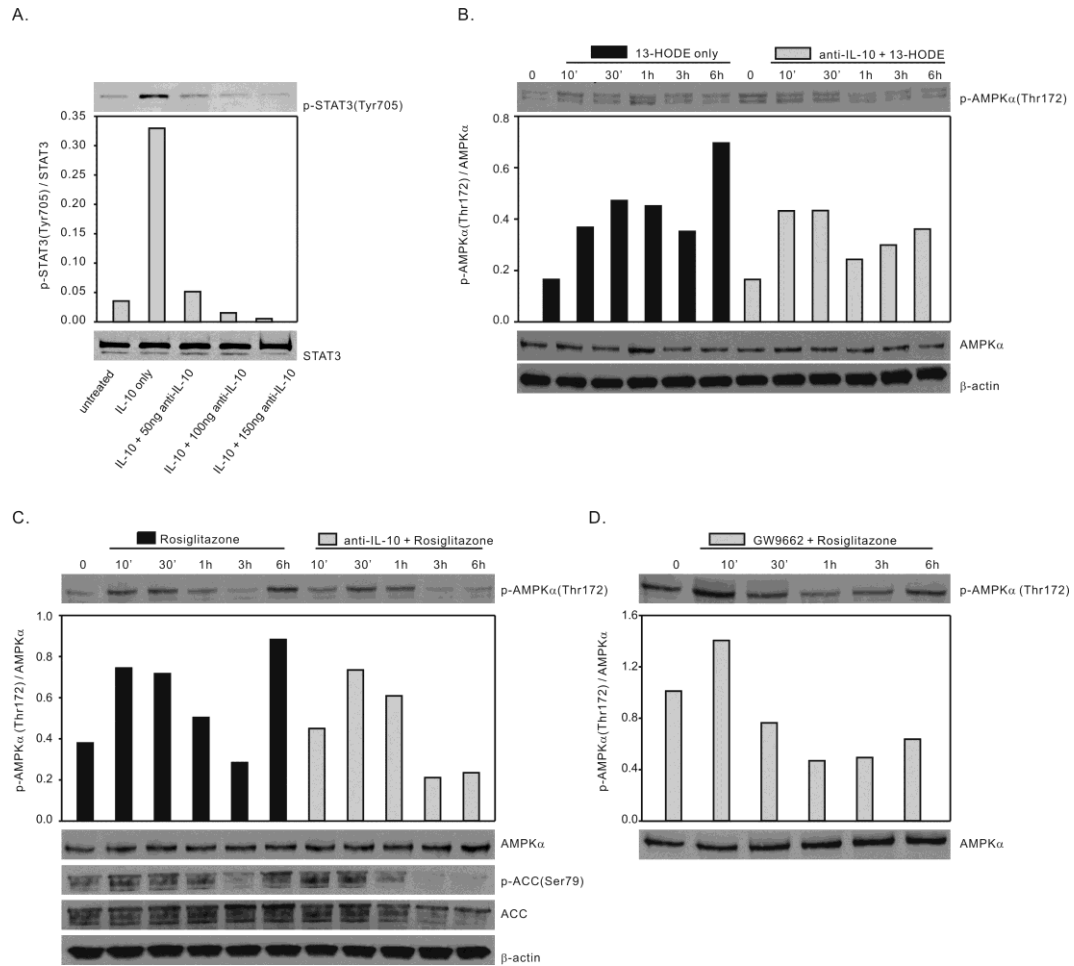 A.
p-STAT3(Tyr705)
p-STAT3(Tyr705) / STAT3
0.35
0.30
0.25
0.20
0.15
0.10
0.05
0.00
STAT3
untreated
IL-10 only
IL-10 + 50ng anti-IL-10
IL-10 + 100ng anti-IL-10
IL-10 + 150ng anti-IL-10
B.
13-HODE only
anti-IL-10 + 13-HODE
0 10' 30' 1h 3h 6h 0 10' 30' 1h 3h 6h
p-AMPKα(Thr172)
p-AMPKα(Thr172) / AMPKα
0.8
0.6
0.4
0.2
0.0
AMPKα
β-actin
C.
Rosiglitazone
anti-IL-10 + Rosiglitazone
0 10' 30' 1h 3h 6h 10' 30' 1h 3h 6h
p-AMPKα(Thr172)
p-AMPKα (Thr172) / AMPKα
1.0
0.8
0.6
0.4
0.2
0.0
AMPKα
p-ACC(Ser79)
ACC
β-actin
D.
GW9662 + Rosiglitazone
0 10' 30' 1h 3h 6h
p-AMPKα (Thr172)
p-AMPKα(Thr172) / AMPKα
1.6
1.2
0.8
0.4
0.0
AMPKα